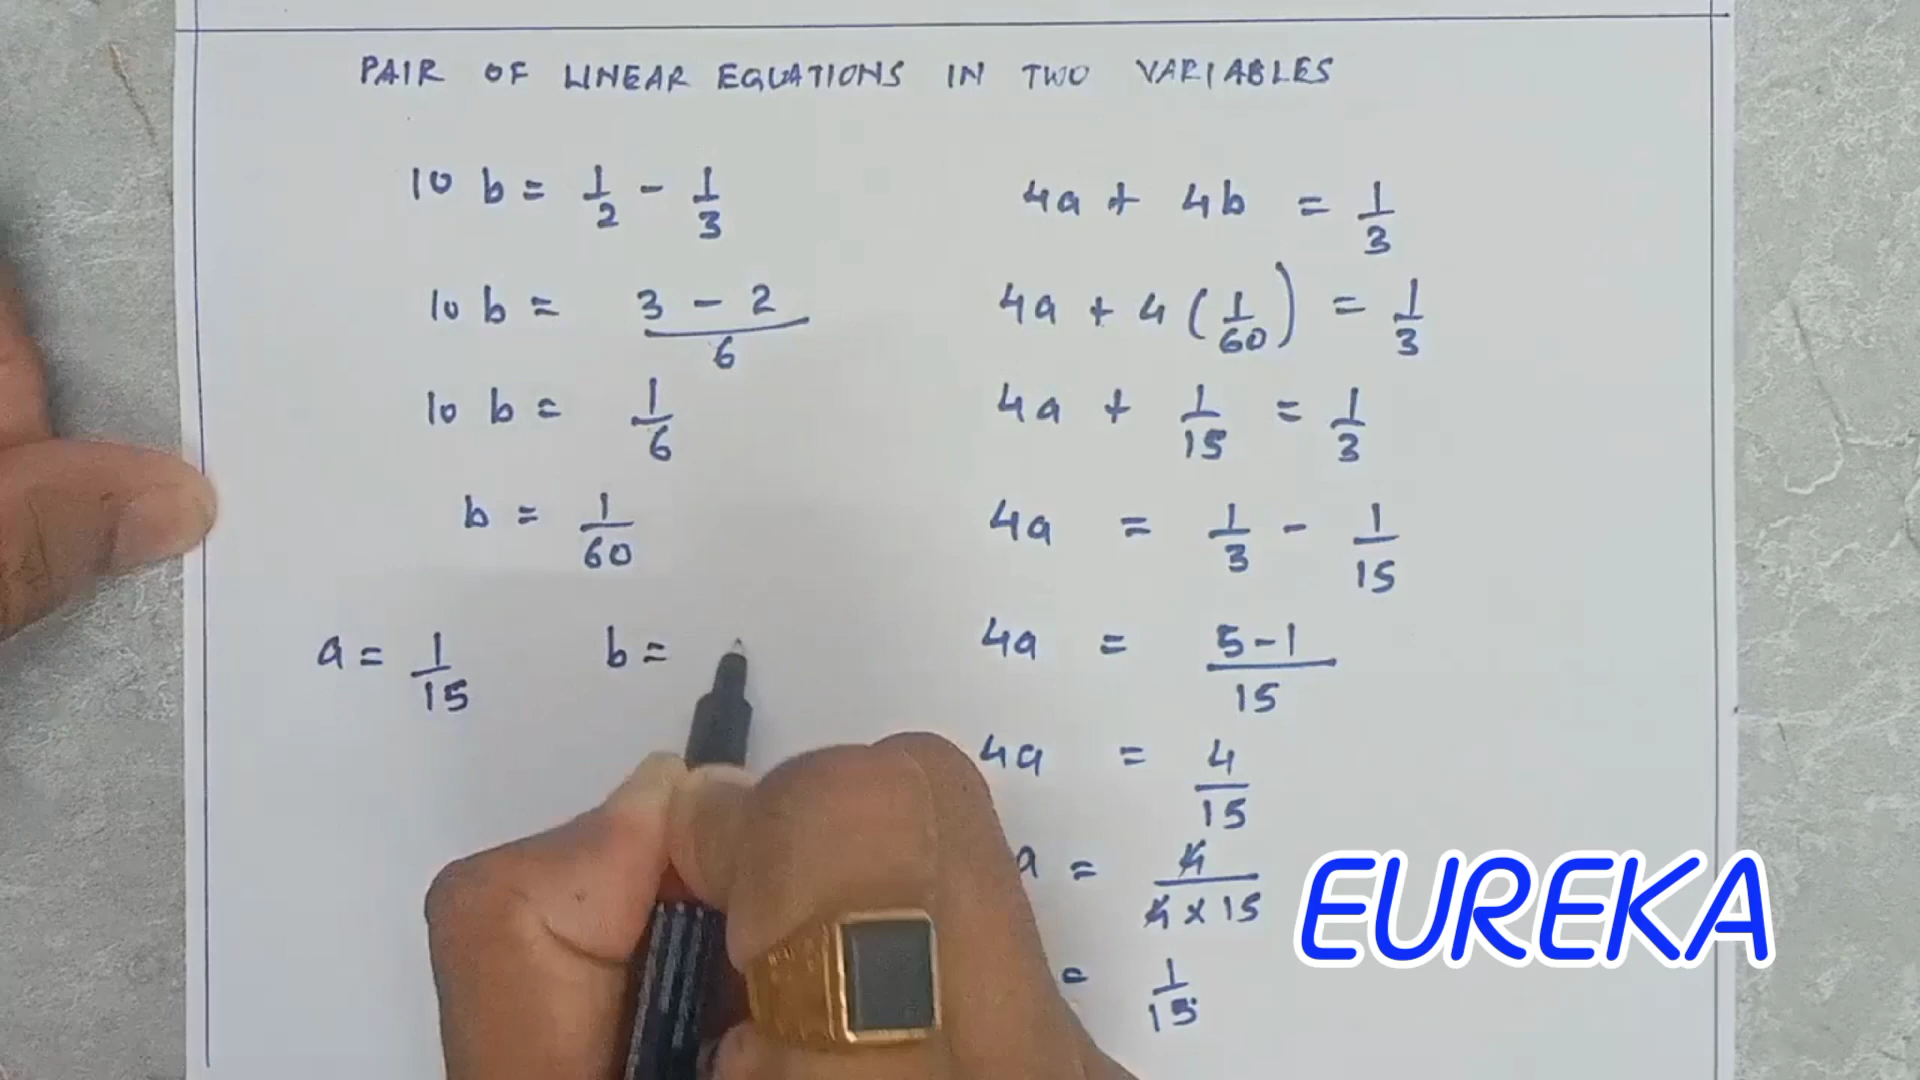 PAIR OF LINEAR EQUATIONS IN TWO VARIABLES
10 b = 1/2 - 1/3
10 b = 3 - 2 / 6
10 b = 1/6
b = 1/60
a = 1/15 b =
4a + 4b = 1/3
4a + 4 (1/60) = 1/3
4a + 1/15 = 1/3
4a = 1/3 - 1/15
4a = 5-1 / 15
4a = 4/15
a = 4 / 4 x 15
= 1/15
EUREKA